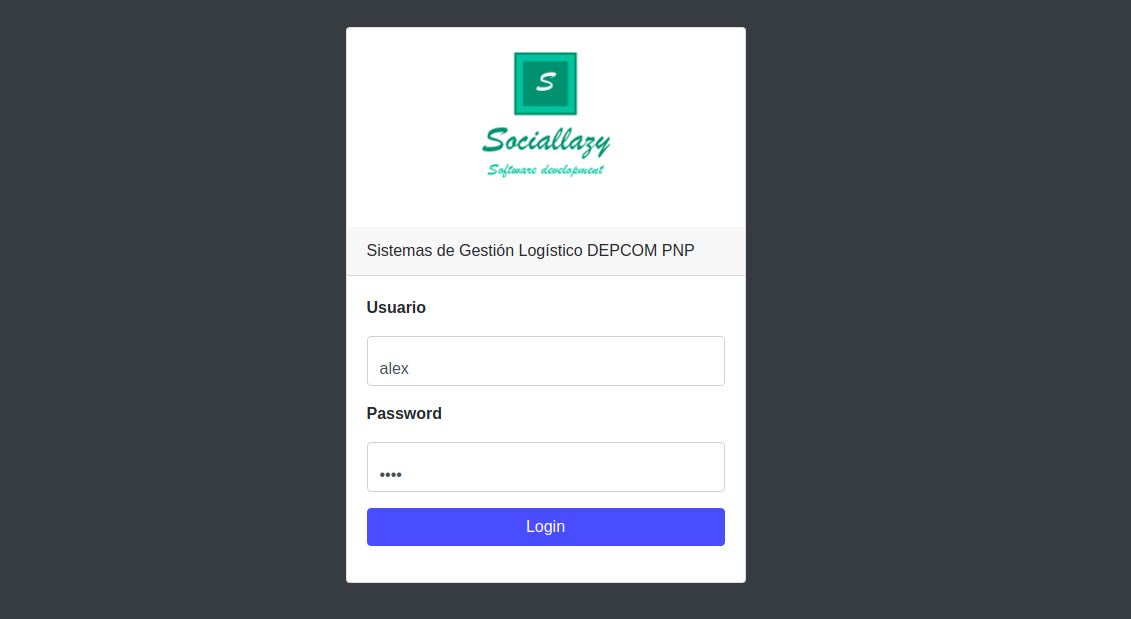 S
Sociallazy
Software development
Sistemas de Gestión Logístico DEPCOM PNP
Usuario
alex
Password
••••
Login